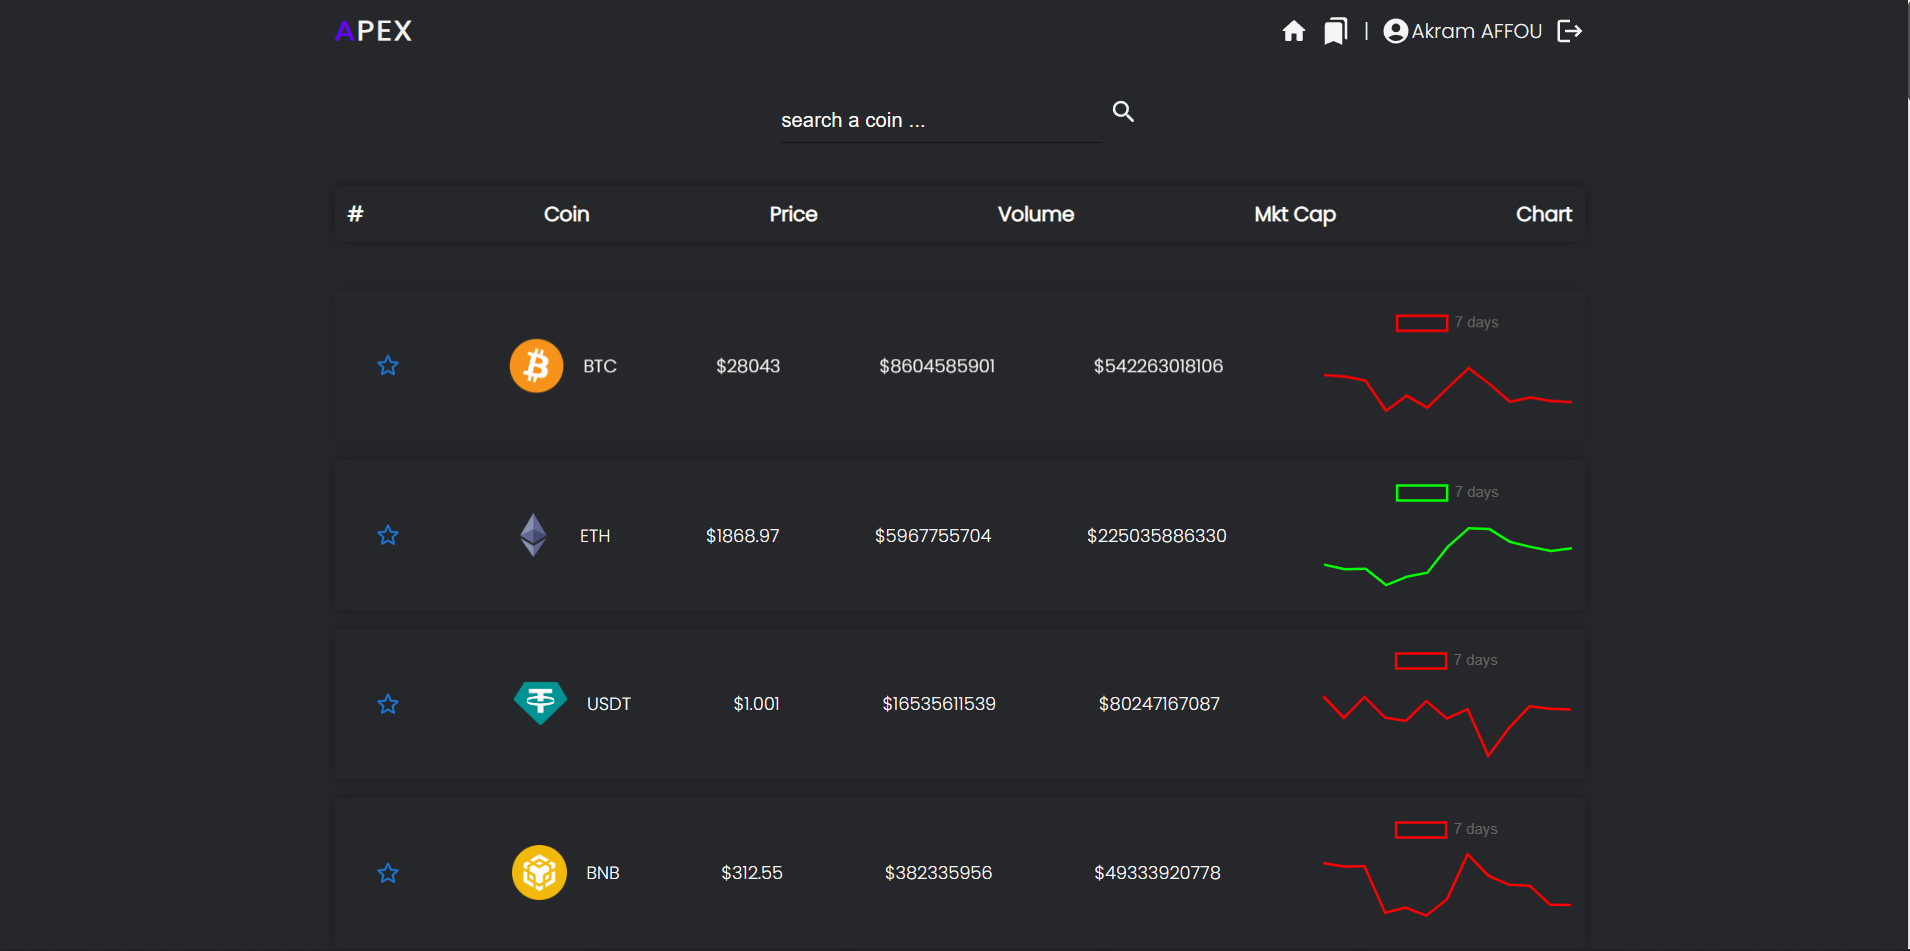 APEX | Akram AFFOU
search a coin ...
# Coin Price Volume Mkt Cap Chart
7 days
BTC $28043 $8604585901 $542263018106
7 days
ETH $1868.97 $5967755704 $225035886330
7 days
USDT $1.001 $16535611539 $80247167087
7 days
BNB $312.55 $382335956 $49333920778